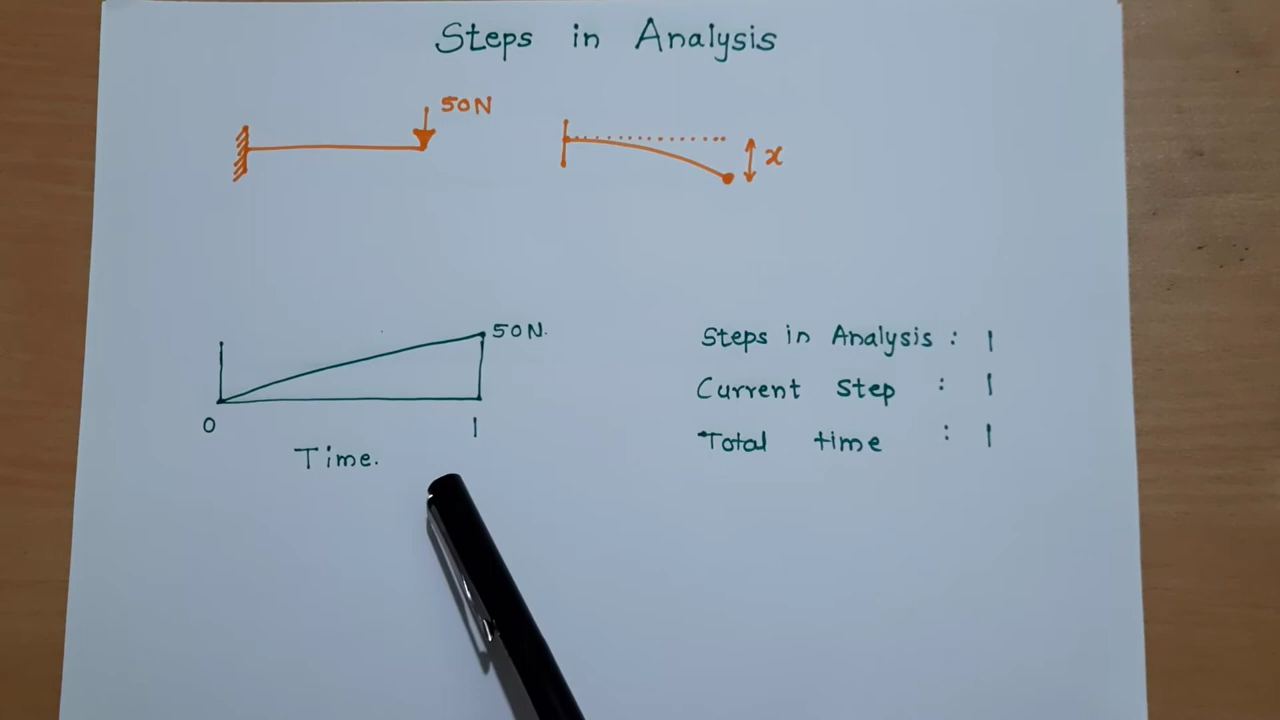 Steps in Analysis
50N
x
50N.
0
1
Time.
Steps in Analysis : 1
Current Step : 1
Total time : 1